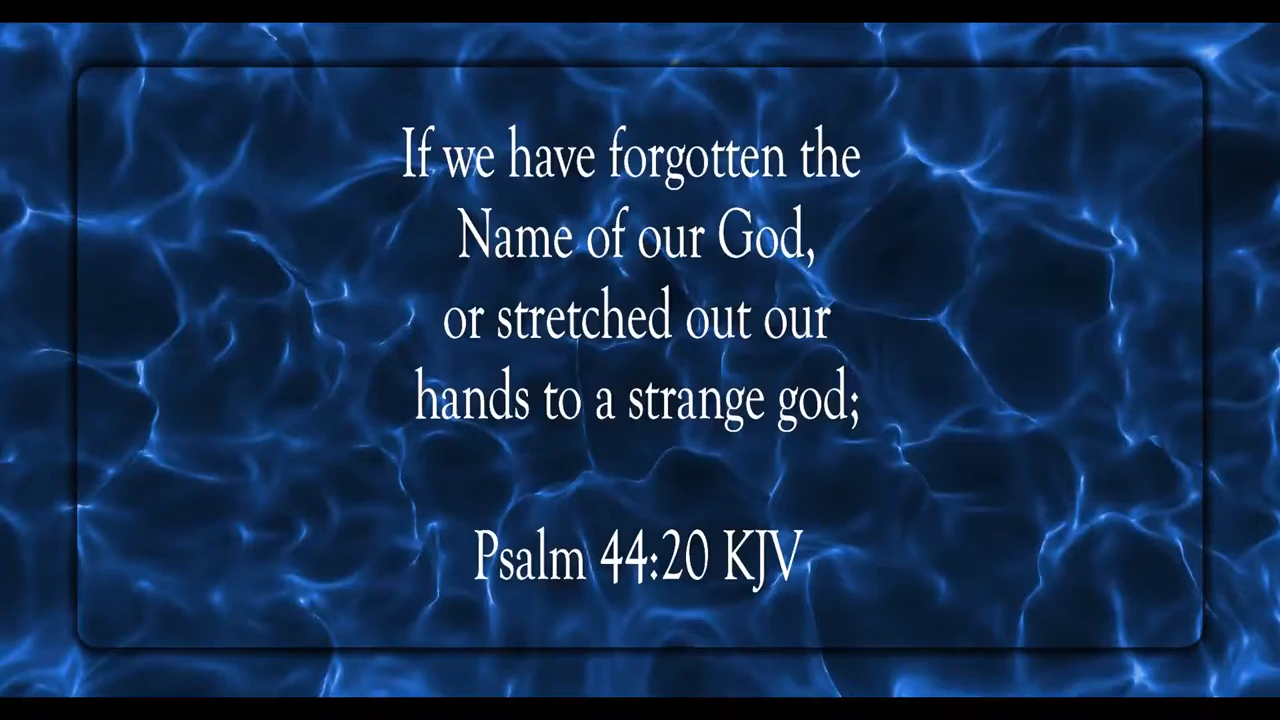 If we have forgotten the
Name of our God,
or stretched out our
hands to a strange god;
Psalm 44:20 KJV